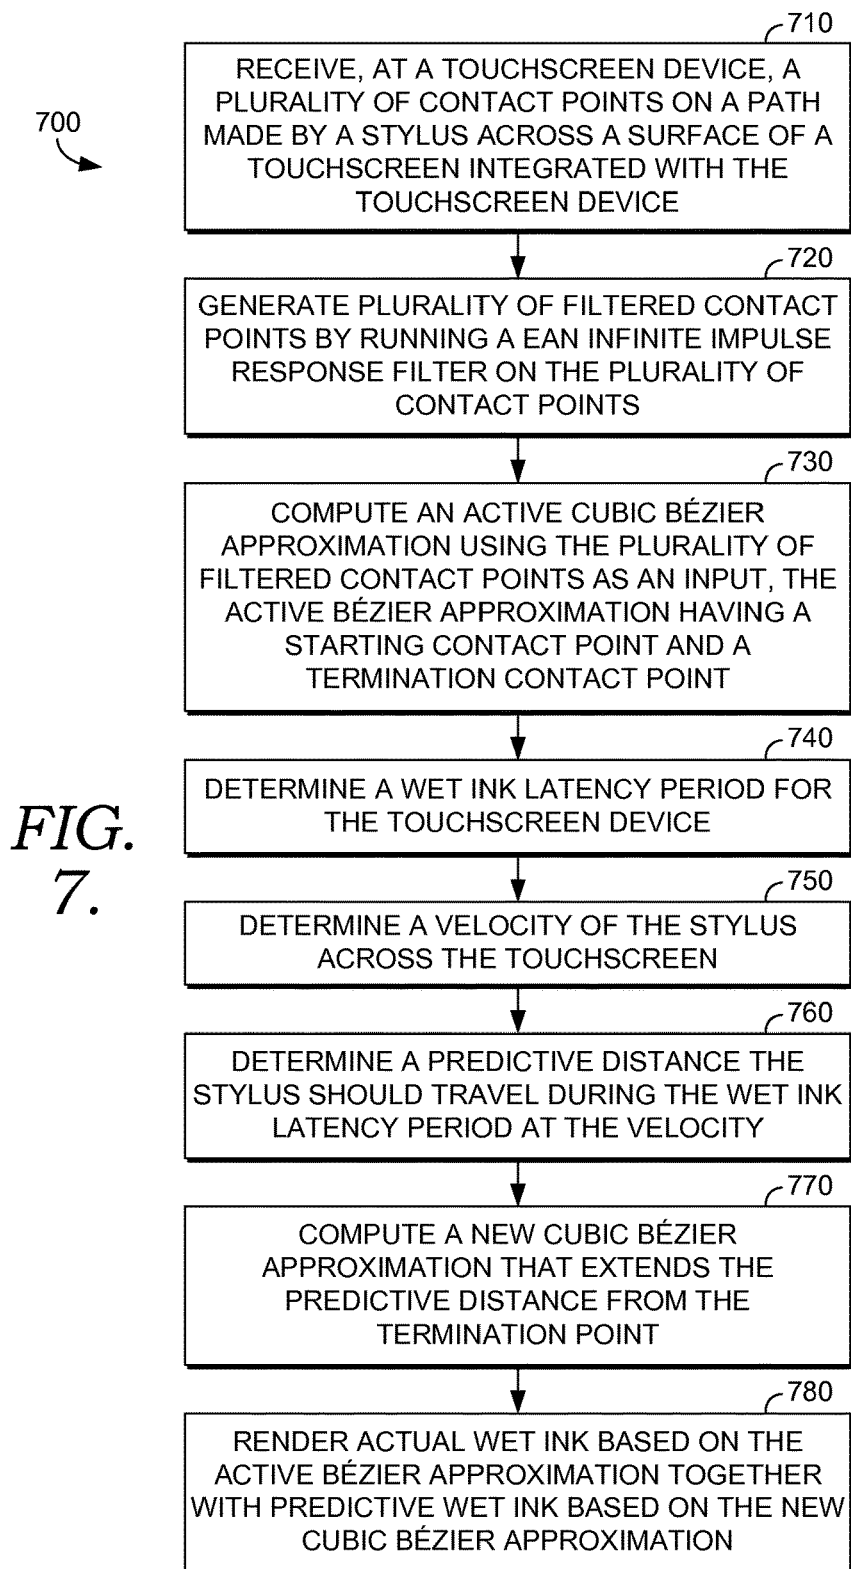 710
RECEIVE, AT A TOUCHSCREEN DEVICE, A
PLURALITY OF CONTACT POINTS ON A PATH
MADE BY A STYLUS ACROSS A SURFACE OF A
TOUCHSCREEN INTEGRATED WITH THE
TOUCHSCREEN DEVICE
700
720
GENERATE PLURALITY OF FILTERED CONTACT
POINTS BY RUNNING A EAN INFINITE IMPULSE
RESPONSE FILTER ON THE PLURALITY OF
CONTACT POINTS
730
COMPUTE AN ACTIVE CUBIC BÉZIER
APPROXIMATION USING THE PLURALITY OF
FILTERED CONTACT POINTS AS AN INPUT, THE
ACTIVE BÉZIER APPROXIMATION HAVING A
STARTING CONTACT POINT AND A
TERMINATION CONTACT POINT
740
DETERMINE A WET INK LATENCY PERIOD FOR
THE TOUCHSCREEN DEVICE
FIG.
7.
750
DETERMINE A VELOCITY OF THE STYLUS
ACROSS THE TOUCHSCREEN
760
DETERMINE A PREDICTIVE DISTANCE THE
STYLUS SHOULD TRAVEL DURING THE WET INK
LATENCY PERIOD AT THE VELOCITY
770
COMPUTE A NEW CUBIC BÉZIER
APPROXIMATION THAT EXTENDS THE
PREDICTIVE DISTANCE FROM THE
TERMINATION POINT
780
RENDER ACTUAL WET INK BASED ON THE
ACTIVE BÉZIER APPROXIMATION TOGETHER
WITH PREDICTIVE WET INK BASED ON THE NEW
CUBIC BÉZIER APPROXIMATION